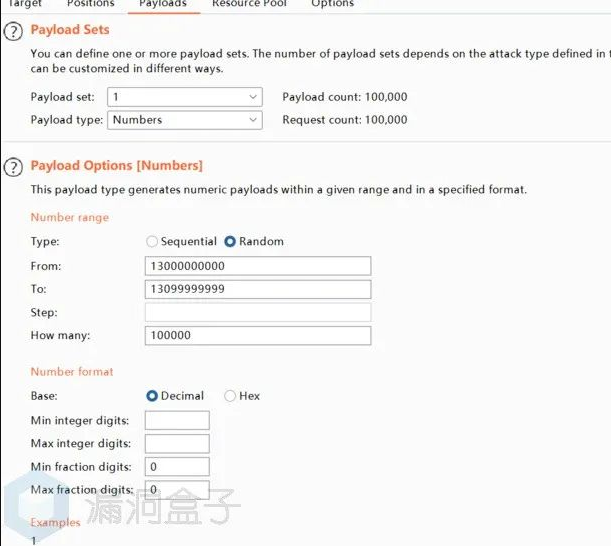 Target Positions Payloads Resource Pool Options
Payload Sets
You can define one or more payload sets. The number of payload sets depends on the attack type defined in
can be customized in different ways.
Payload set: 1 Payload count: 100,000
Payload type: Numbers Request count: 100,000
Payload Options [Numbers]
This payload type generates numeric payloads within a given range and in a specified format.
Number range
Type: Sequential Random
From: 13000000000
To: 13099999999
Step:
How many: 100000
Number format
Base: Decimal Hex
Min integer digits:
Max integer digits:
Min fraction digits: 0
Max fraction digits: 0
漏洞盒子
Examples
1